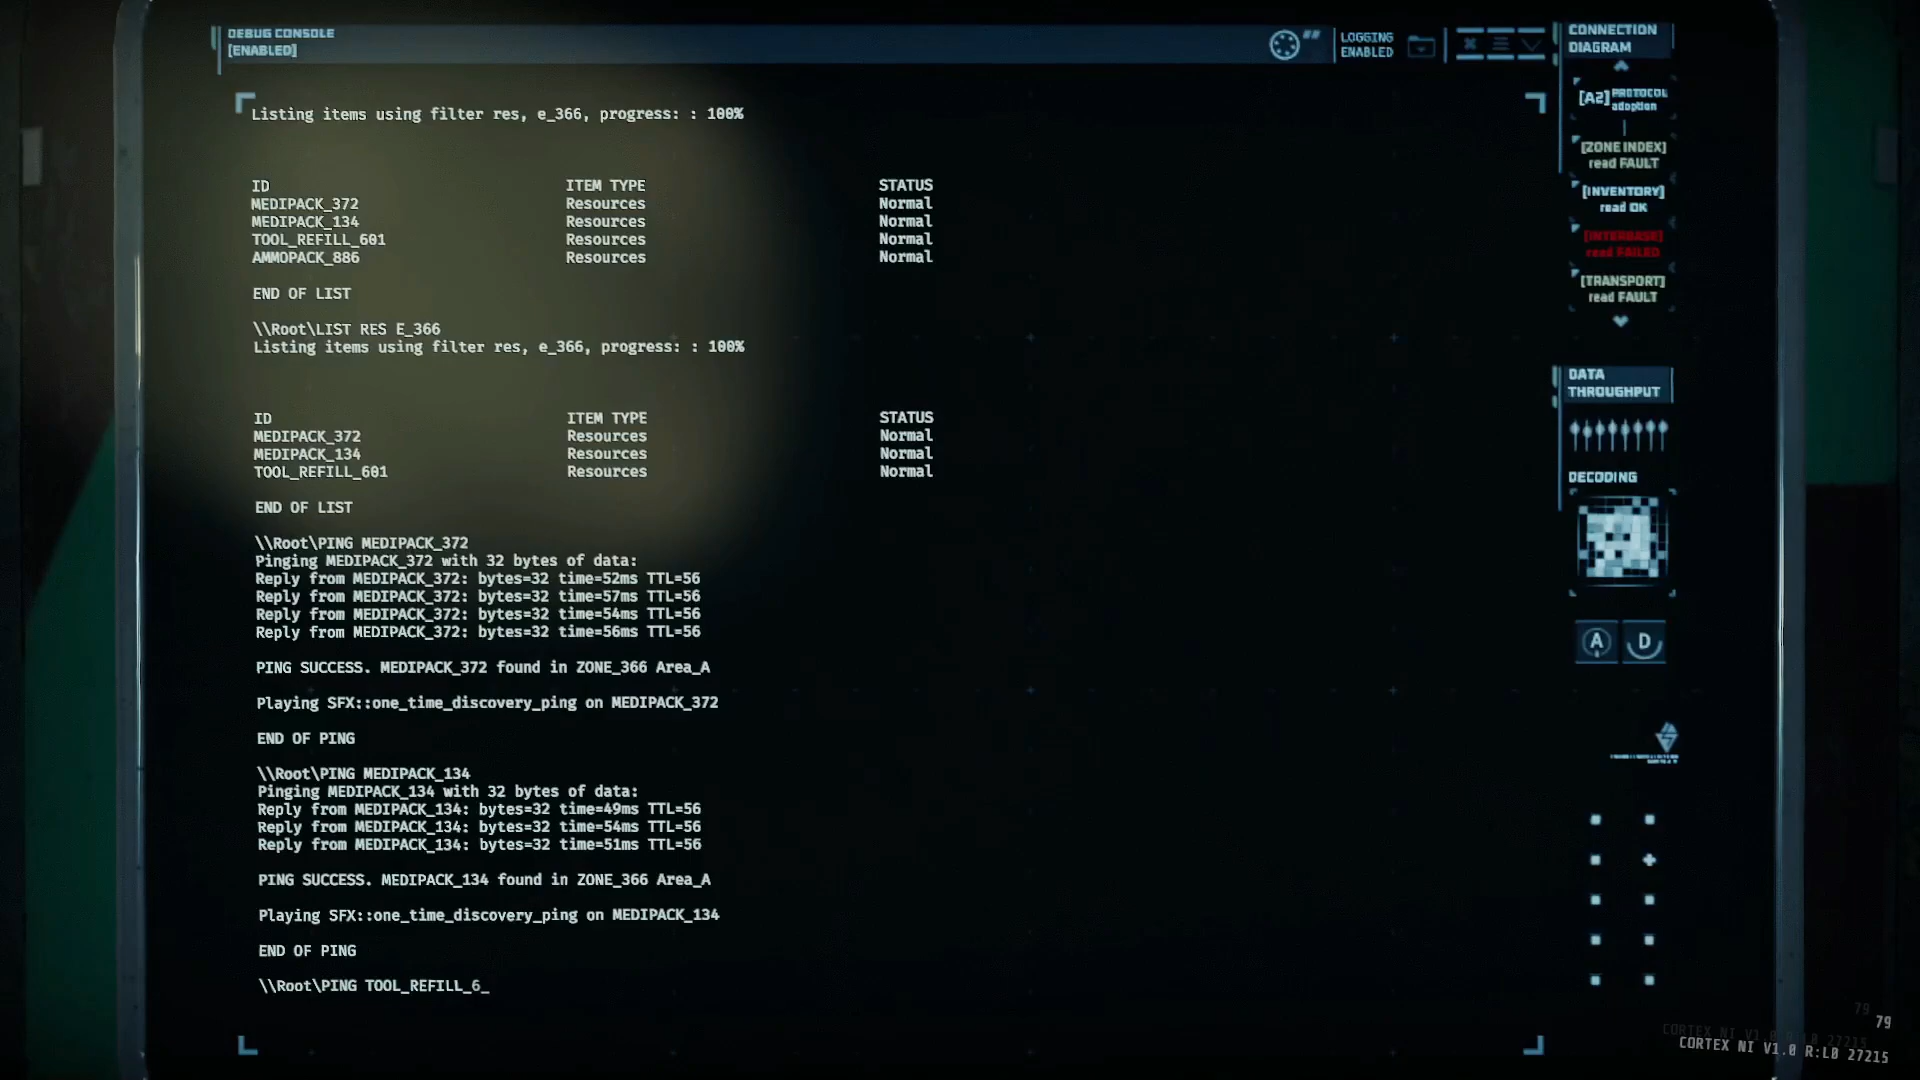 DEBUG CONSOLE
[ENABLED]
LOGGING
ENABLED
Listing items using filter res, e_366, progress: : 100%
ID ITEM TYPE STATUS
MEDIPACK_372 Resources Normal
MEDIPACK_134 Resources Normal
TOOL_REFILL_601 Resources Normal
AMMOPACK_886 Resources Normal
END OF LIST
\\Root\LIST RES E_366
Listing items using filter res, e_366, progress: : 100%
ID ITEM TYPE STATUS
MEDIPACK_372 Resources Normal
MEDIPACK_134 Resources Normal
TOOL_REFILL_601 Resources Normal
END OF LIST
\\Root\PING MEDIPACK_372
Pinging MEDIPACK_372 with 32 bytes of data:
Reply from MEDIPACK_372: bytes=32 time=52ms TTL=56
Reply from MEDIPACK_372: bytes=32 time=57ms TTL=56
Reply from MEDIPACK_372: bytes=32 time=54ms TTL=56
Reply from MEDIPACK_372: bytes=32 time=56ms TTL=56
PING SUCCESS. MEDIPACK_372 found in ZONE_366 Area_A
Playing SFX::one_time_discovery_ping on MEDIPACK_372
END OF PING
\\Root\PING MEDIPACK_134
Pinging MEDIPACK_134 with 32 bytes of data:
Reply from MEDIPACK_134: bytes=32 time=49ms TTL=56
Reply from MEDIPACK_134: bytes=32 time=54ms TTL=56
Reply from MEDIPACK_134: bytes=32 time=51ms TTL=56
PING SUCCESS. MEDIPACK_134 found in ZONE_366 Area_A
Playing SFX::one_time_discovery_ping on MEDIPACK_134
END OF PING
\\Root\PING TOOL_REFILL_6_
CONNECTION
DIAGRAM
[A2] PROTOCOL
adoption
[ZONE INDEX]
read FAULT
[INVENTORY]
read OK
[INTERBASE]
read FAILED
[TRANSPORT]
read FAULT
DATA
THROUGHPUT
DECODING
A D
79
79
CORTEX NI V1.0 R:L0 27215
CORTEX NI V1.0 R:L0 27215